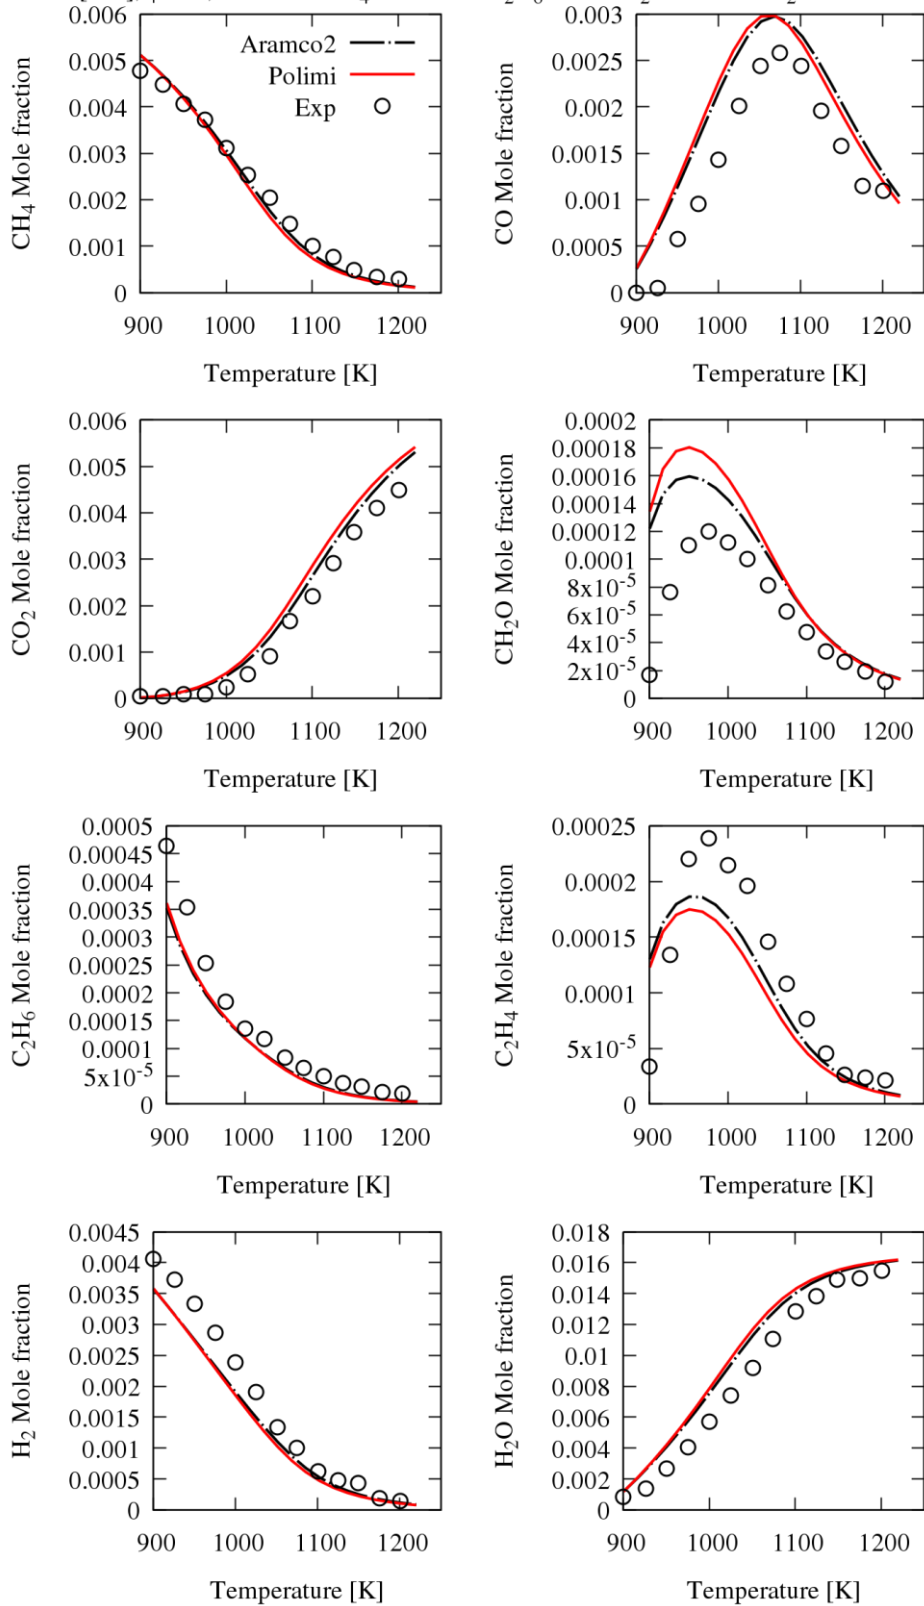 0.006
0.005
0.004
0.003
0.002
0.001
0
CH4 Mole fraction
Aramco2
Polimi
Exp
900 1000 1100 1200
Temperature [K]
0.003
0.0025
0.002
0.0015
0.001
0.0005
0
CO Mole fraction
900 1000 1100 1200
Temperature [K]
0.006
0.005
0.004
0.003
0.002
0.001
0
CO2 Mole fraction
900 1000 1100 1200
Temperature [K]
0.0002
0.00018
0.00016
0.00014
0.00012
0.0001
8x10-5
6x10-5
4x10-5
2x10-5
0
CH2O Mole fraction
900 1000 1100 1200
Temperature [K]
0.0005
0.00045
0.0004
0.00035
0.0003
0.00025
0.0002
0.00015
0.0001
5x10-5
0
C2H6 Mole fraction
900 1000 1100 1200
Temperature [K]
0.00025
0.0002
0.00015
0.0001
5x10-5
0
C2H4 Mole fraction
900 1000 1100 1200
Temperature [K]
0.0045
0.004
0.0035
0.003
0.0025
0.002
0.0015
0.001
0.0005
0
H2 Mole fraction
900 1000 1100 1200
Temperature [K]
0.018
0.016
0.014
0.012
0.01
0.008
0.006
0.004
0.002
0
H2O Mole fraction
900 1000 1100 1200
Temperature [K]